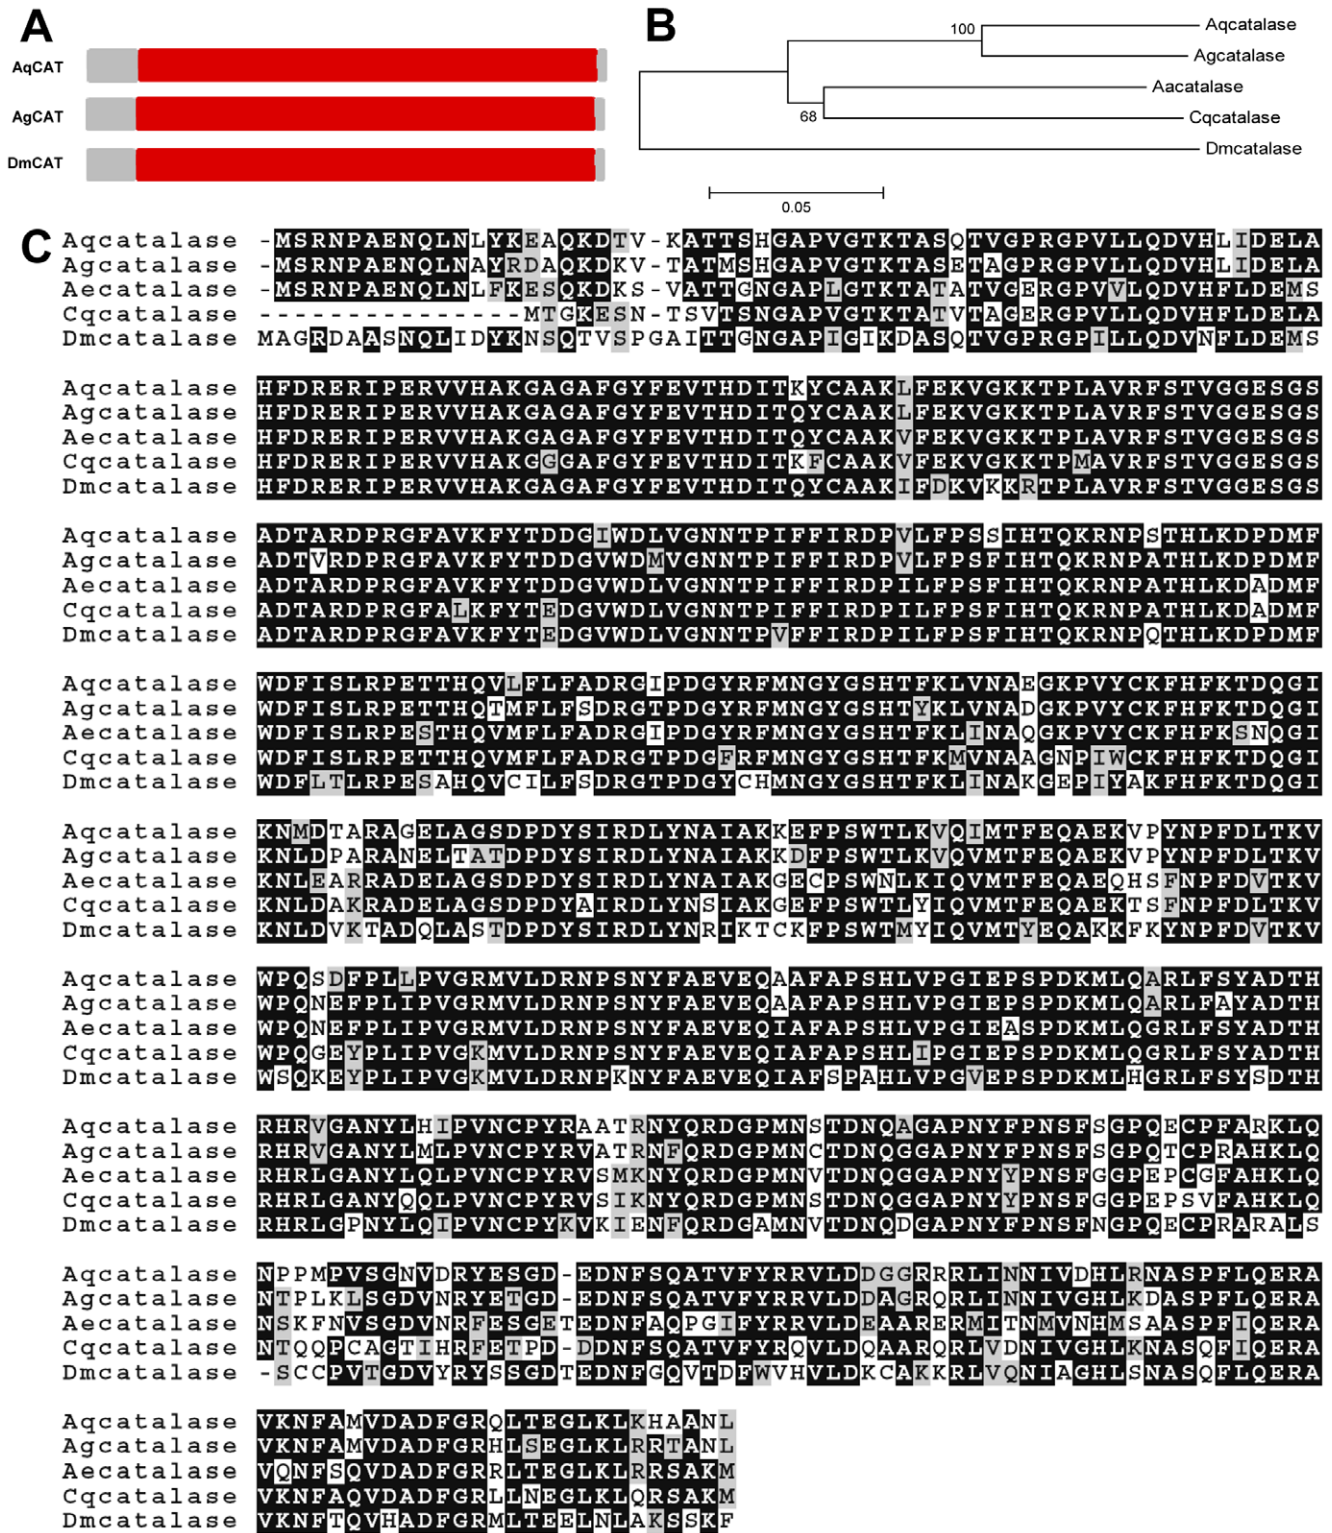 A
AqCAT
AgCAT
DmCAT
B
100
Aqcatalase
Agcatalase
Aacatalase
68
Cqcatalase
Dmcatalase
0.05
C
Aqcatalase -MSRNPAENQLNLYKEAQKDTV-KATTSHGAPVGTKTASQTVGPRGPVLLQDVHLIDELA
Agcatalase -MSRNPAENQLNAYRDAQKDKV-TATMSHGAPVGTKTASETAGPRGPVLLQDVHLIDELA
Aecatalase -MSRNPAENQLNLFKESQKDKS-VATTGNGAPLGTKTATATVGERGPVVLQDVHFLDEMS
Cqcatalase ---------------MTGKESN-TSVTSNGAPVGTKTATVTAGERGPVLLQDVHFLDELA
Dmcatalase MAGRDAASNQLIDYKNSQTVSPGAITTGNGAPIGIKDASQTVGPRGPILLQDVNFLDEMS
Aqcatalase HFDRERIPERVVHAKGAGAFGYFEVTHDITKYCAAKLFEKVGKKTPLAVRFSTVGGESGS
Agcatalase HFDRERIPERVVHAKGAGAFGYFEVTHDITQYCAAKLFEKVGKKTPLAVRFSTVGGESGS
Aecatalase HFDRERIPERVVHAKGAGAFGYFEVTHDITQYCAAKVFEKVGKKTPLAVRFSTVGGESGS
Cqcatalase HFDRERIPERVVHAKGGGAFGYFEVTHDITKFCAAKVFEKVGKKTPMAVRFSTVGGESGS
Dmcatalase HFDRERIPERVVHAKGAGAFGYFEVTHDITQYCAAKIFDKVKKRTPLAVRFSTVGGESGS
Aqcatalase ADTARDPRGFAVKFYTDDGIWDLVGNNTPIFFIRDPVLFPSSIHTQKRNPSTHLKDPDMF
Agcatalase ADTVRDPRGFAVKFYTDDGVWDMVGNNTPIFFIRDPVLFPSFIHTQKRNPATHLKDPDMF
Aecatalase ADTARDPRGFAVKFYTDDGVWDLVGNNTPIFFIRDPILFPSFIHTQKRNPATHLKDADMF
Cqcatalase ADTARDPRGFALKFYTEDGVWDLVGNNTPIFFIRDPILFPSFIHTQKRNPATHLKDADMF
Dmcatalase ADTARDPRGFAVKFYTEDGVWDLVGNNTPVFFIRDPILFPSFIHTQKRNPQTHLKDPDMF
Aqcatalase WDFISLRPETTHQVLFLFADRGIPDGYRFMNGYGSHTFKLVNAEGKPVYCKFHFKTDQGI
Agcatalase WDFISLRPETTHQTMFLFSDRGTPDGYRFMNGYGSHTYKLVNADGKPVYCKFHFKTDQGI
Aecatalase WDFISLRPESTHQVMFLFADRGIPDGYRFMNGYGSHTFKLINAQGKPVYCKFHFKSNQGI
Cqcatalase WDFISLRPETTHQVMFLFADRGTPDGFRFMNGYGSHTFKMVNAAGNPIWCKFHFKTDQGI
Dmcatalase WDFLTLRPESAHQVCILFSDRGTPDGYCHMNGYGSHTFKLINAKGEPIYAKFHFKTDQGI
Aqcatalase KNMDTARAGELAGSDPDYSIRDLYNAIAKKEFPSWTLKVQIMTFEQAEKVPYNPFDLTKV
Agcatalase KNLDPARANELTATDPDYSIRDLYNAIAKKDFPSWTLKVQVMTFEQAEKVPYNPFDLTKV
Aecatalase KNLEARRADELAGSDPDYSIRDLYNAIAKGECPSWNLKIQVMTFEQAEQHSFNPFDVTKV
Cqcatalase KNLDAKRADELAGSDPDYAIRDLYNSIAKGEFPSWTLYIQVMTFEQAEKTSFNPFDLTKV
Dmcatalase KNLDVKTADQLASTDPDYSIRDLYNRIKTCKFPSWTMYIQVMTYEQAKKFKYNPFDVTKV
Aqcatalase WPQSDFPLLPVGRMVLDRNPSNYFAEVEQAAFAPSHLVPGIEPSPDKMLQARLFSYADTH
Agcatalase WPQNEFPLIPVGRMVLDRNPSNYFAEVEQAAFAPSHLVPGIEPSPDKMLQARLFAYADTH
Aecatalase WPQNEFPLIPVGRMVLDRNPSNYFAEVEQIAFAPSHLVPGIEASPDKMLQGRLFSYADTH
Cqcatalase WPQGEYPLIPVGKMVLDRNPSNYFAEVEQIAFAPSHLIPGIEPSPDKMLQGRLFSYADTH
Dmcatalase WSQKEYPLIPVGKMVLDRNPKNYFAEVEQIAFSPAHLVPGVEPSPDKMLHGRLFSYSDTH
Aqcatalase RHRVGANYLHIPVNCPYRAATRNYQRDGPMNSTDNQAGAPNYFPNSFSGPQECPFARKLQ
Agcatalase RHRVGANYLMLPVNCPYRVATRNFQRDGPMNCTDNQGGAPNYFPNSFSGPQTCPRAHKLQ
Aecatalase RHRLGANYLQLPVNCPYRVSMKNYQRDGPMNVTDNQGGAPNYYPNSFGGPEPCGFAHKLQ
Cqcatalase RHRLGANYQQLPVNCPYRVSIKNYQRDGPMNSTDNQGGAPNYYPNSFGGPEPSVFAHKLQ
Dmcatalase RHRLGPNYLQIPVNCPYKVKIENFQRDGAMNVTDNQDGAPNYFPNSFNGPQECPRARALS
Aqcatalase NPPMPVSGNVDRYESGD-EDNFSQATVFYRRVLDDGGRRRLINNIVDHLRNASPFLQERA
Agcatalase NTPLKLSGDVNRYETGD-EDNFSQATVFYRRVLDDAGRQRLINNIVGHLKDASPFLQERA
Aecatalase NSKFNVSGDVNRFESGETEDNFAQPGIFYRRVLDEAARERMITNMVNHMSAASPFIQERA
Cqcatalase NTQQPCAGTIHRFETPD-DDNFSQATVFYRQVLDQAARQRLVDNIVGHLKNASQFIQERA
Dmcatalase -SCCPVTGDVYRYSSGDTEDNFGQVTDFWVHVLDKCAKKRLVQNIAGHLSNASQFLQERA
Aqcatalase VKNFAMVDADFGRQLTEGLKLKHAANL
Agcatalase VKNFAMVDADFGRHLSEGLKLRRTANL
Aecatalase VQNFSQVDADFGRRLTEGLKLRRSAKM
Cqcatalase VKNFAQVDADFGRLLNEGLKLQRSAKM
Dmcatalase VKNFTQVHADFGRMLTEELNLAKSSKF